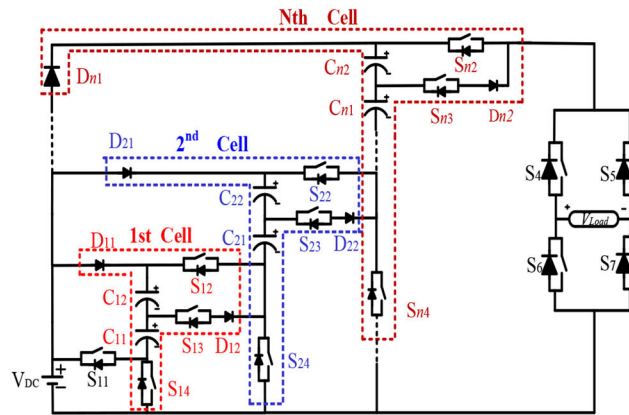 Nth Cell
Dn1
Cn2
Sn2
Cn1
Sn3
Dn2
D21
2nd Cell
C22
S22
S4
S5
+ VLoad -
C21
S23
D22
D11
1st Cell
S12
S6
S7
C12
Sn4
C11
S13
D12
S24
VDC
S11
S14